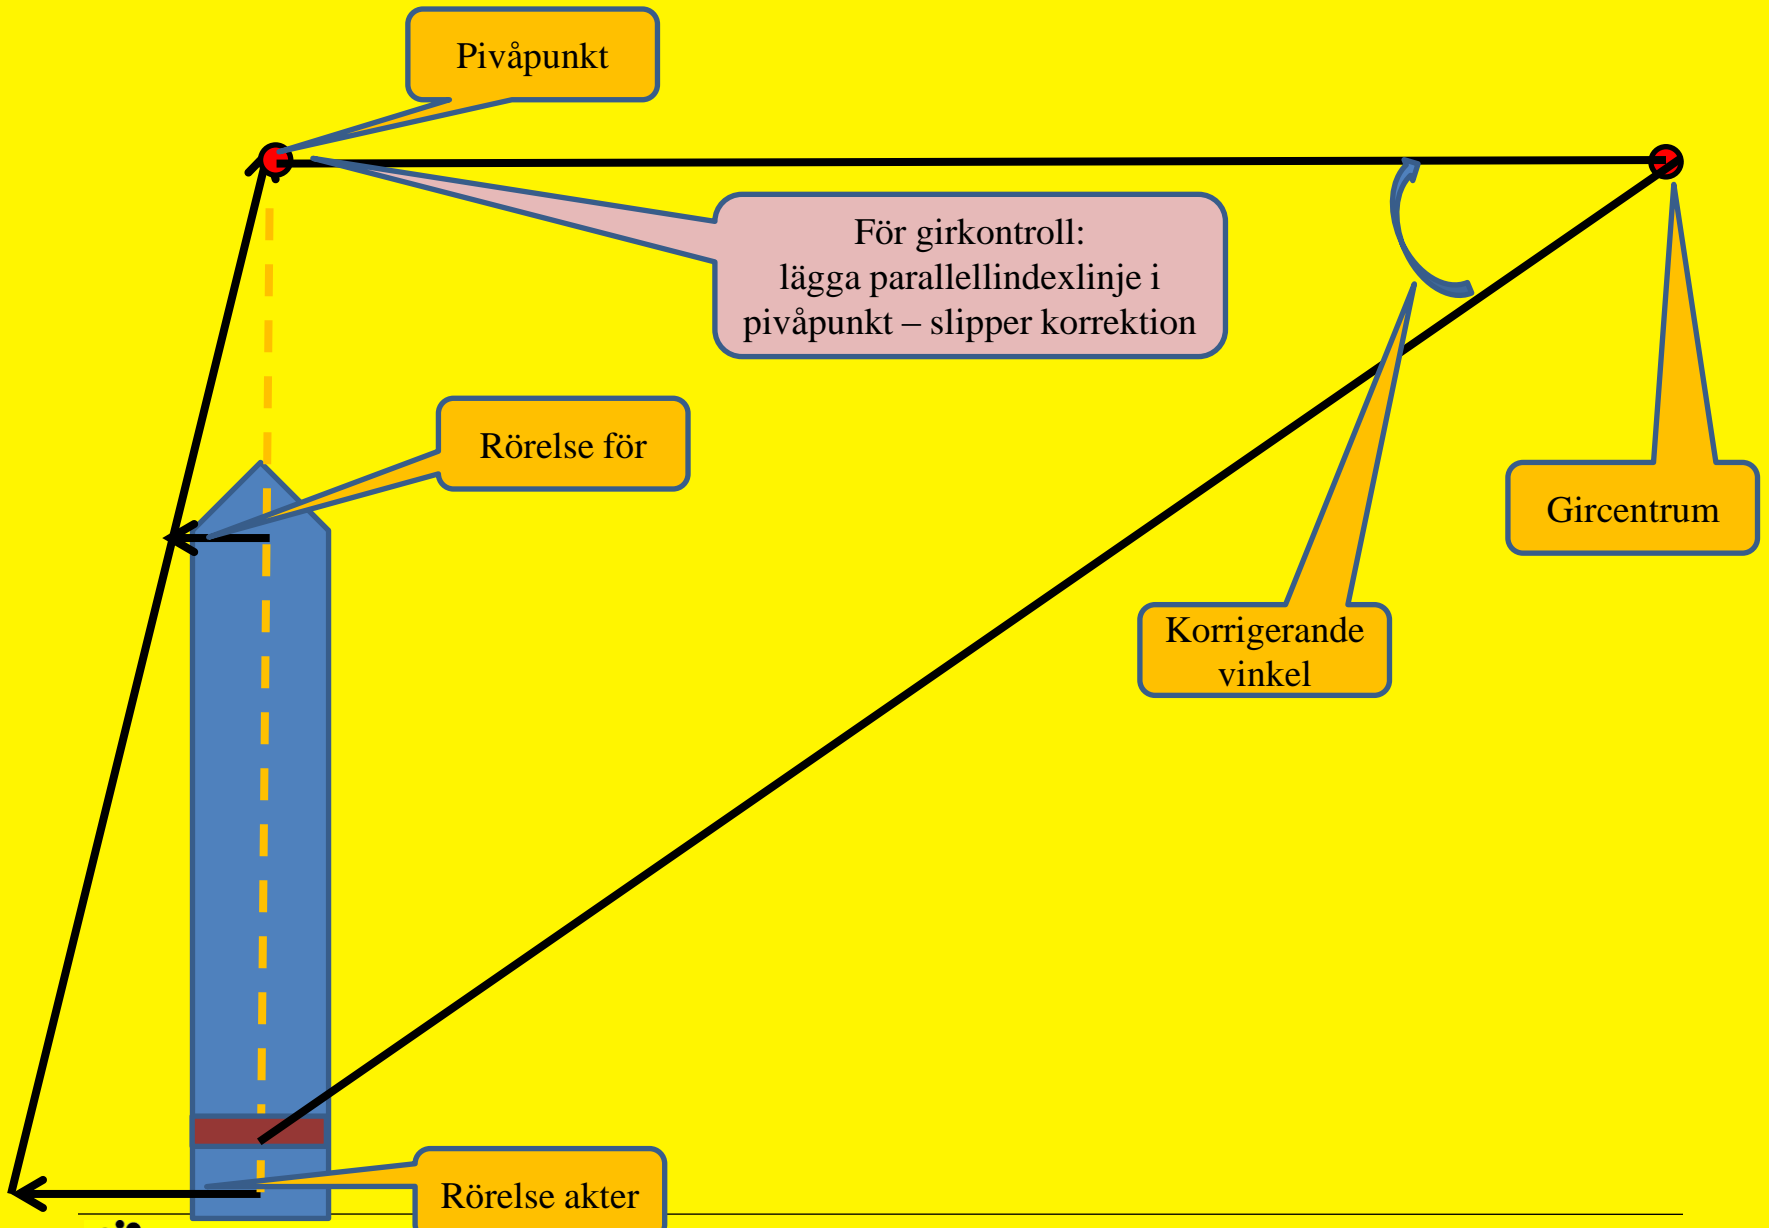 Pivåpunkt
För girkontroll:
lägga parallellindexlinje i
pivåpunkt – slipper korrektion
Rörelse för
Gircentrum
Korrigerande
vinkel
Rörelse akter